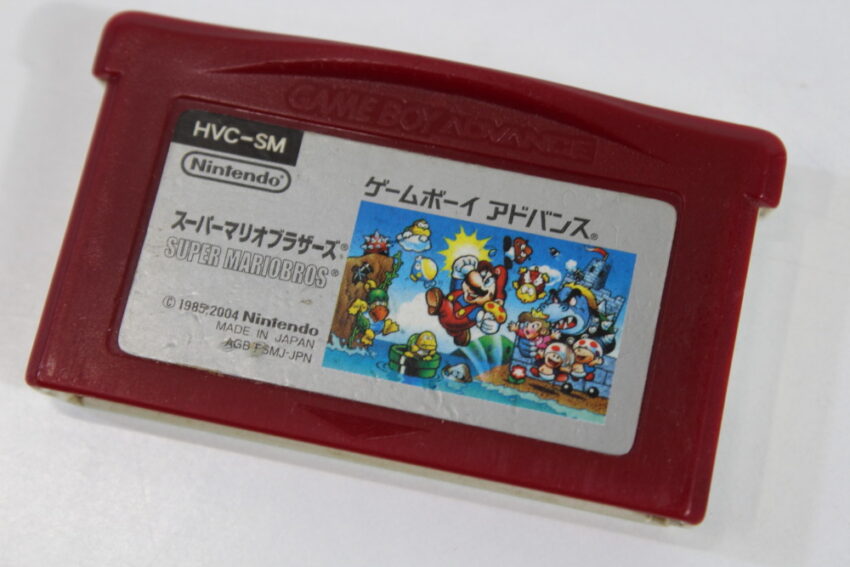 GAME BOY ADVANCE
HVC-SM
Nintendo®
ゲームボーイ アドバンス®
スーパーマリオブラザーズ®
SUPER MARIOBROS®
© 1985,2004 Nintendo
MADE IN JAPAN
AGB-FSMJ-JPN